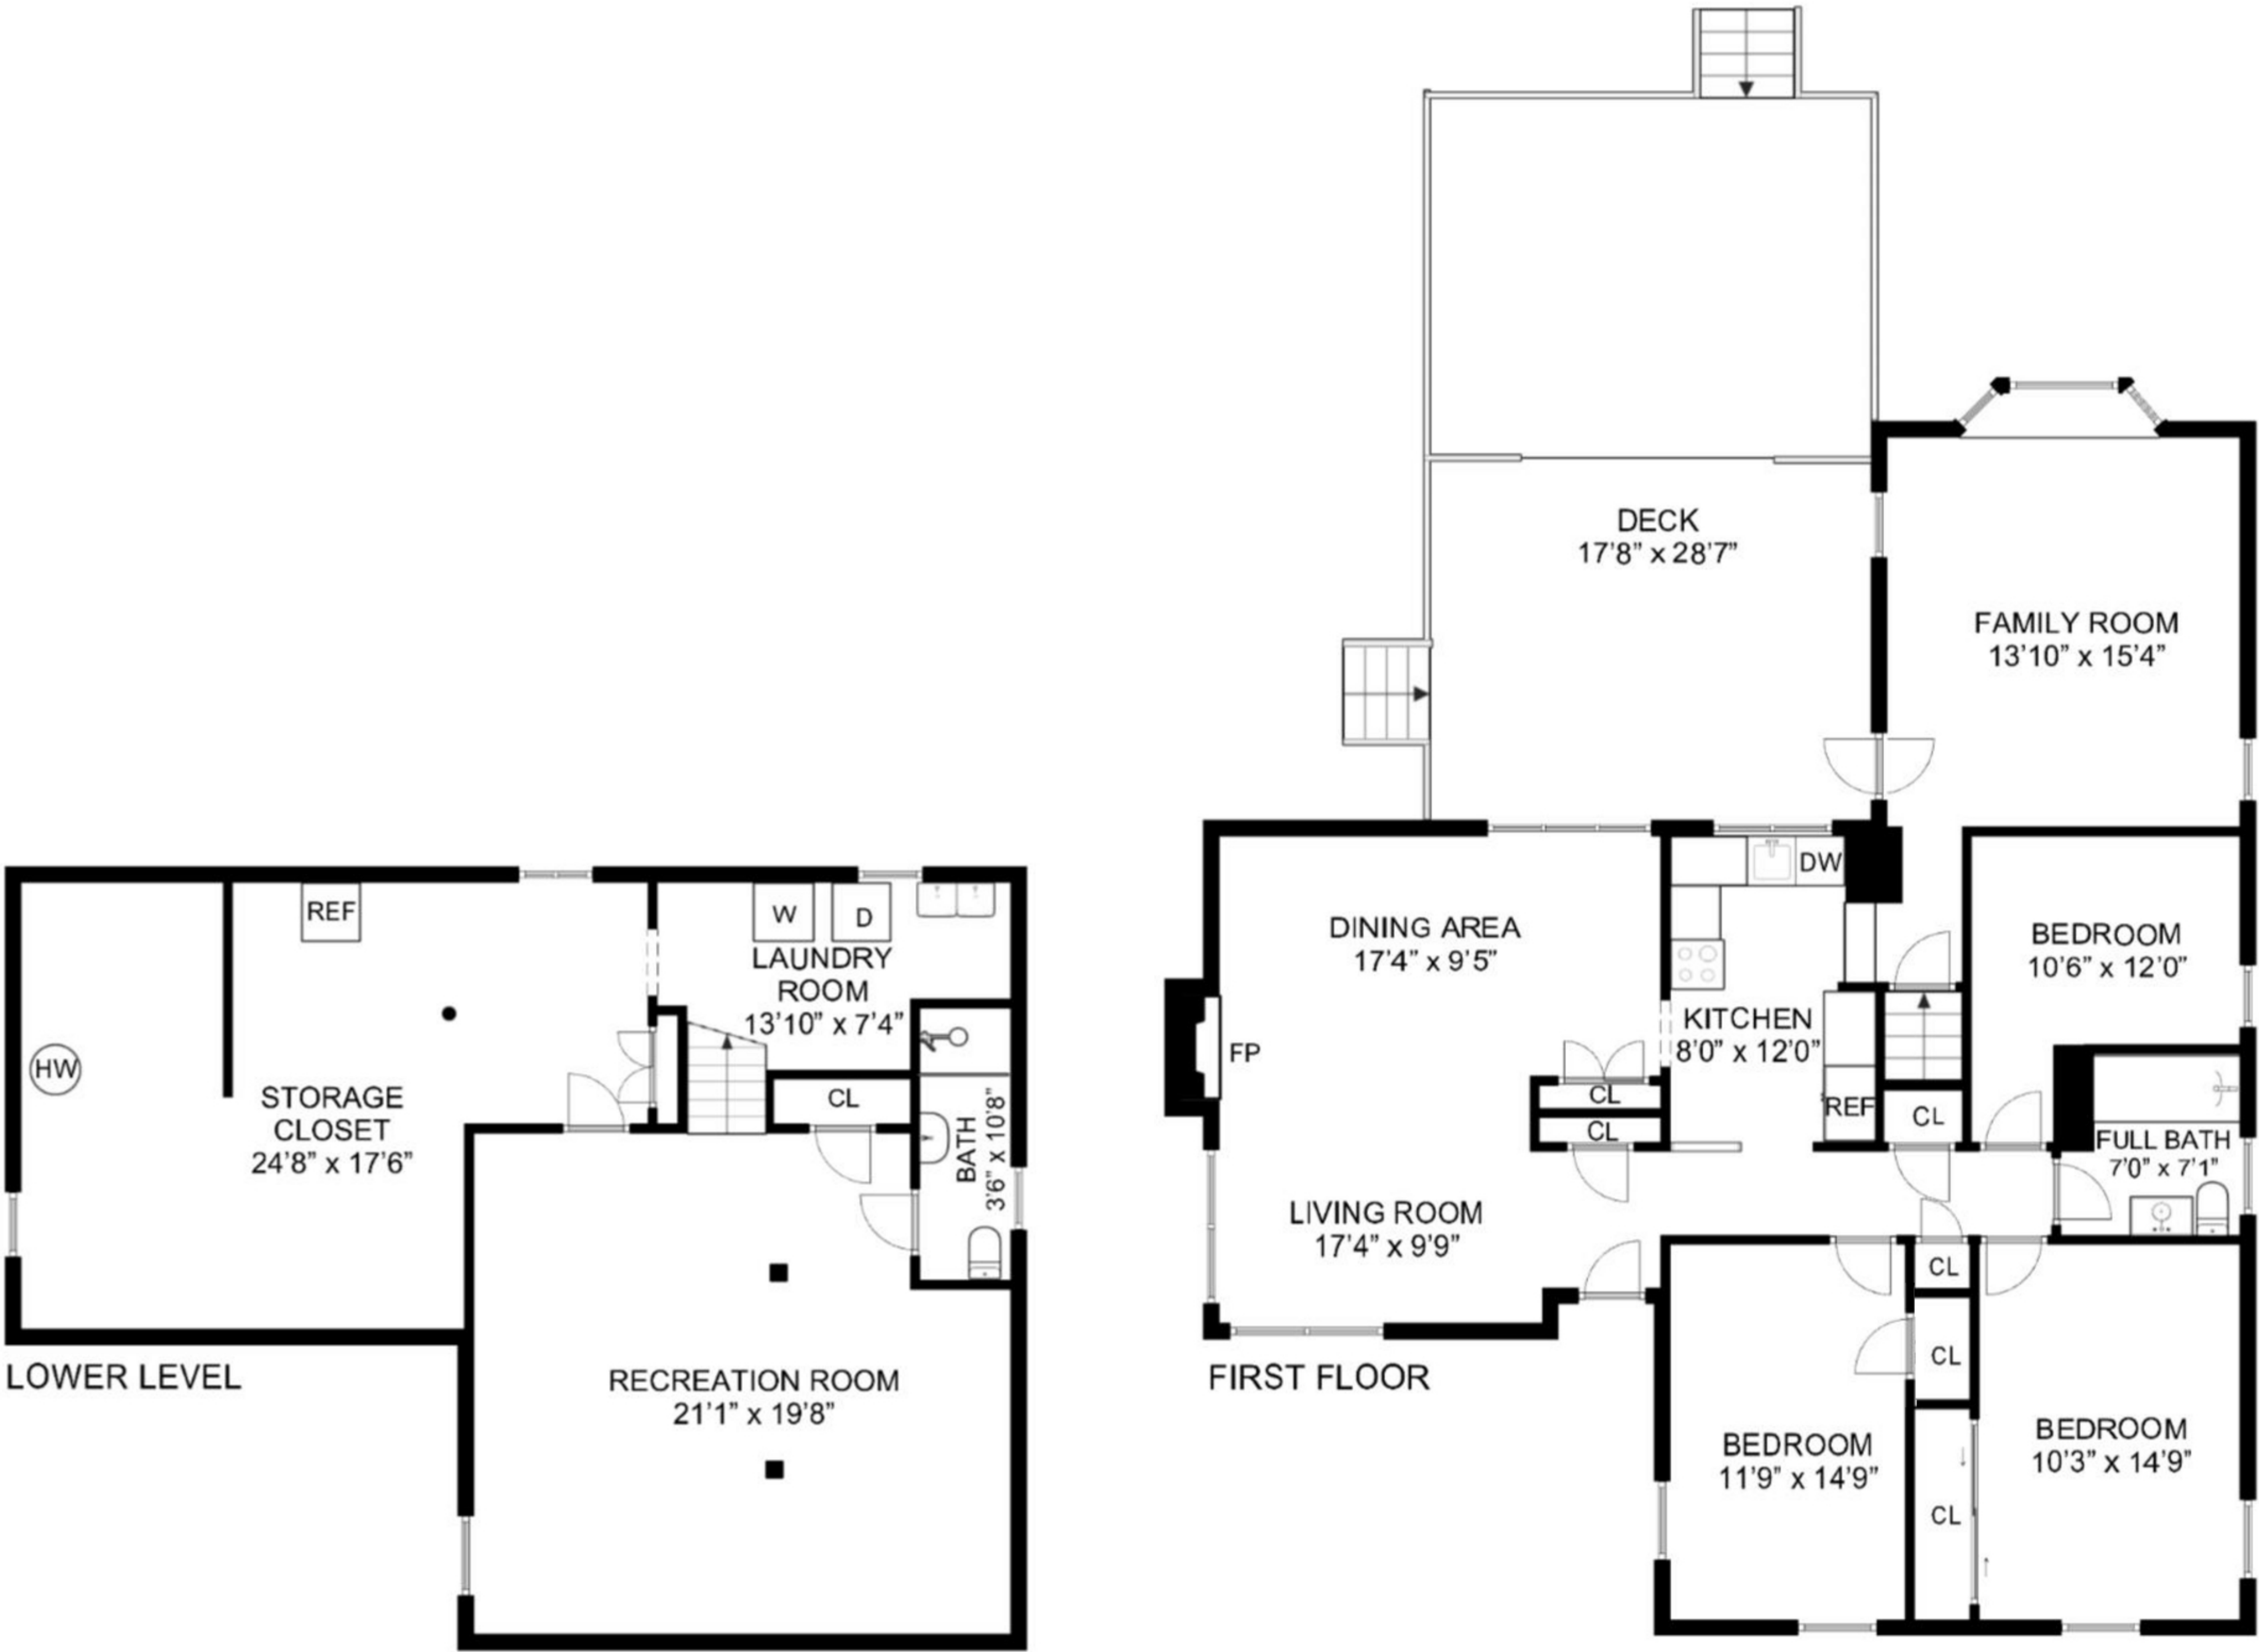 REF
W
D
LAUNDRY
ROOM
13'10” x 7'4”
HW
STORAGE
CLOSET
24'8” x 17'6”
CL
BATH
3'6” x 10'8”
RECREATION ROOM
21'1” x 19'8”
LOWER LEVEL
DECK
17'8” x 28'7”
FAMILY ROOM
13'10” x 15'4”
DINING AREA
17'4” x 9'5”
DW
KITCHEN
8'0” x 12'0”
BEDROOM
10'6” x 12'0”
FP
CL
CL
REF
CL
FULL BATH
7'0” x 7'1”
LIVING ROOM
17'4” x 9'9”
CL
CL
CL
BEDROOM
11'9” x 14'9”
BEDROOM
10'3” x 14'9”
FIRST FLOOR